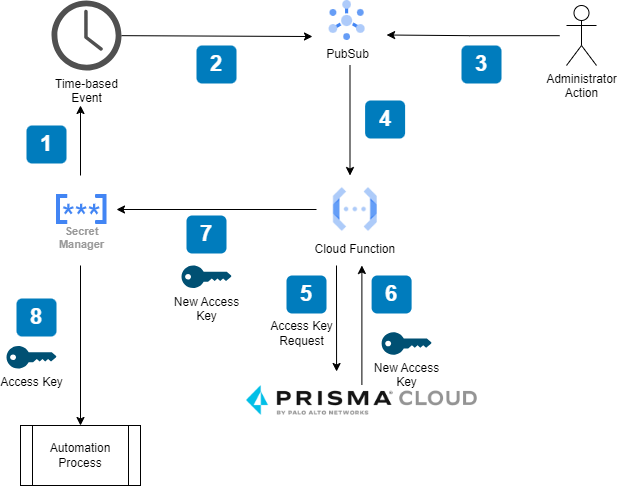 2
3
PubSub
Time-based
Event
Administrator
Action
4
1
***
Secret
Manager
7
Cloud Function
New Access
Key
5
6
8
Access Key
Request
New Access
Key
Access Key
PRISMA® CLOUD
BY PALO ALTO NETWORKS
Automation
Process